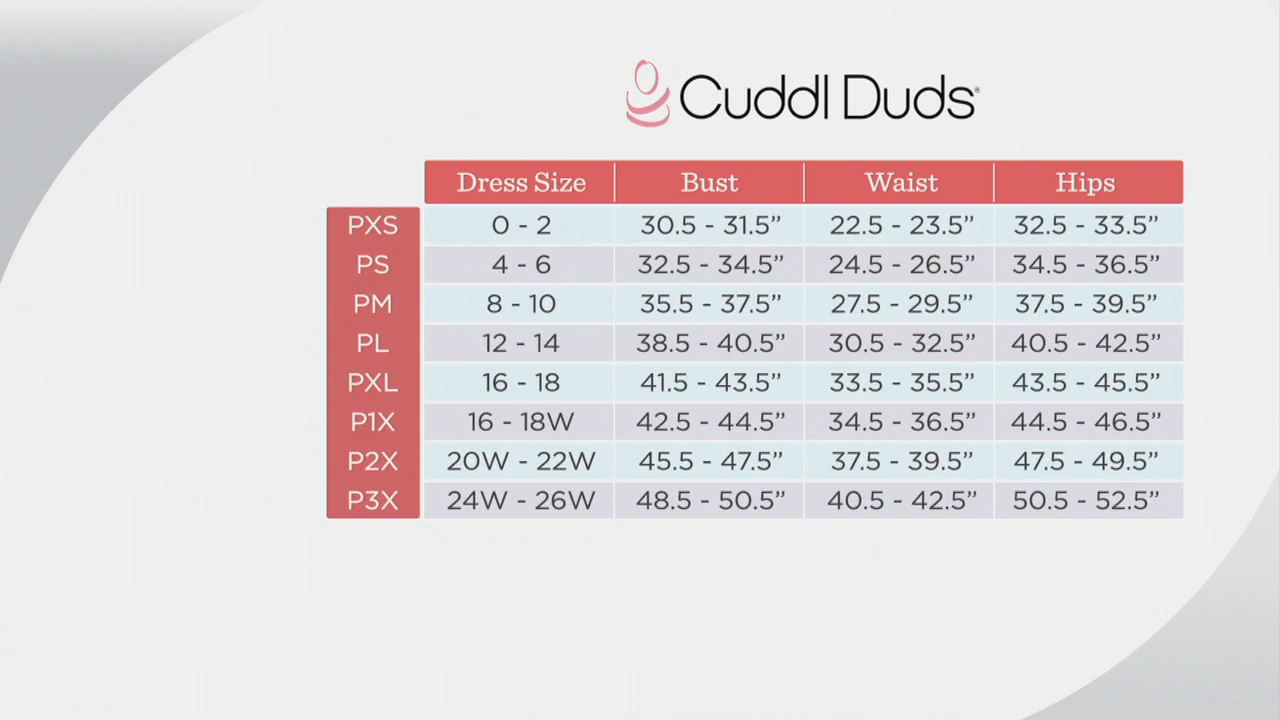 Cuddl Duds®
Dress Size Bust Waist Hips
PXS 0 - 2 30.5 - 31.5” 22.5 - 23.5” 32.5 - 33.5”
PS 4 - 6 32.5 - 34.5” 24.5 - 26.5” 34.5 - 36.5”
PM 8 - 10 35.5 - 37.5” 27.5 - 29.5” 37.5 - 39.5”
PL 12 - 14 38.5 - 40.5” 30.5 - 32.5” 40.5 - 42.5”
PXL 16 - 18 41.5 - 43.5” 33.5 - 35.5” 43.5 - 45.5”
P1X 16 - 18W 42.5 - 44.5” 34.5 - 36.5” 44.5 - 46.5”
P2X 20W - 22W 45.5 - 47.5” 37.5 - 39.5” 47.5 - 49.5”
P3X 24W - 26W 48.5 - 50.5” 40.5 - 42.5” 50.5 - 52.5”